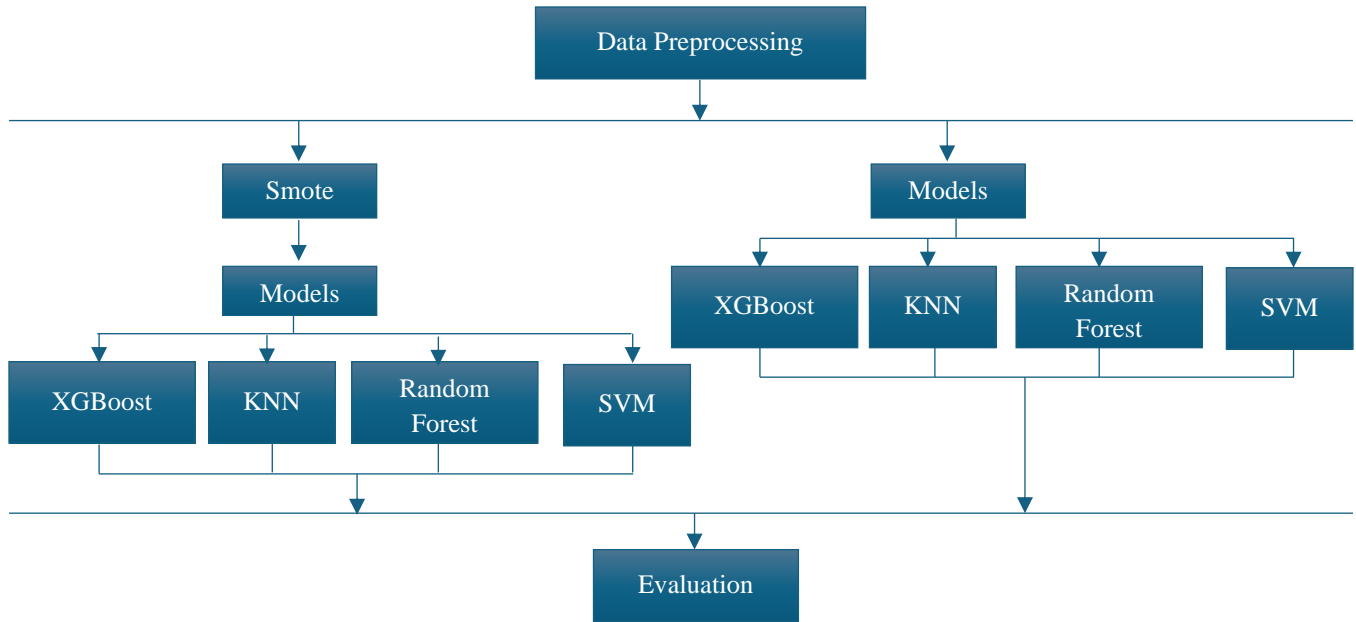 Data Preprocessing
Smote
Models
Models
XGBoost
KNN
Random
Forest
SVM
XGBoost
KNN
Random
Forest
SVM
Evaluation